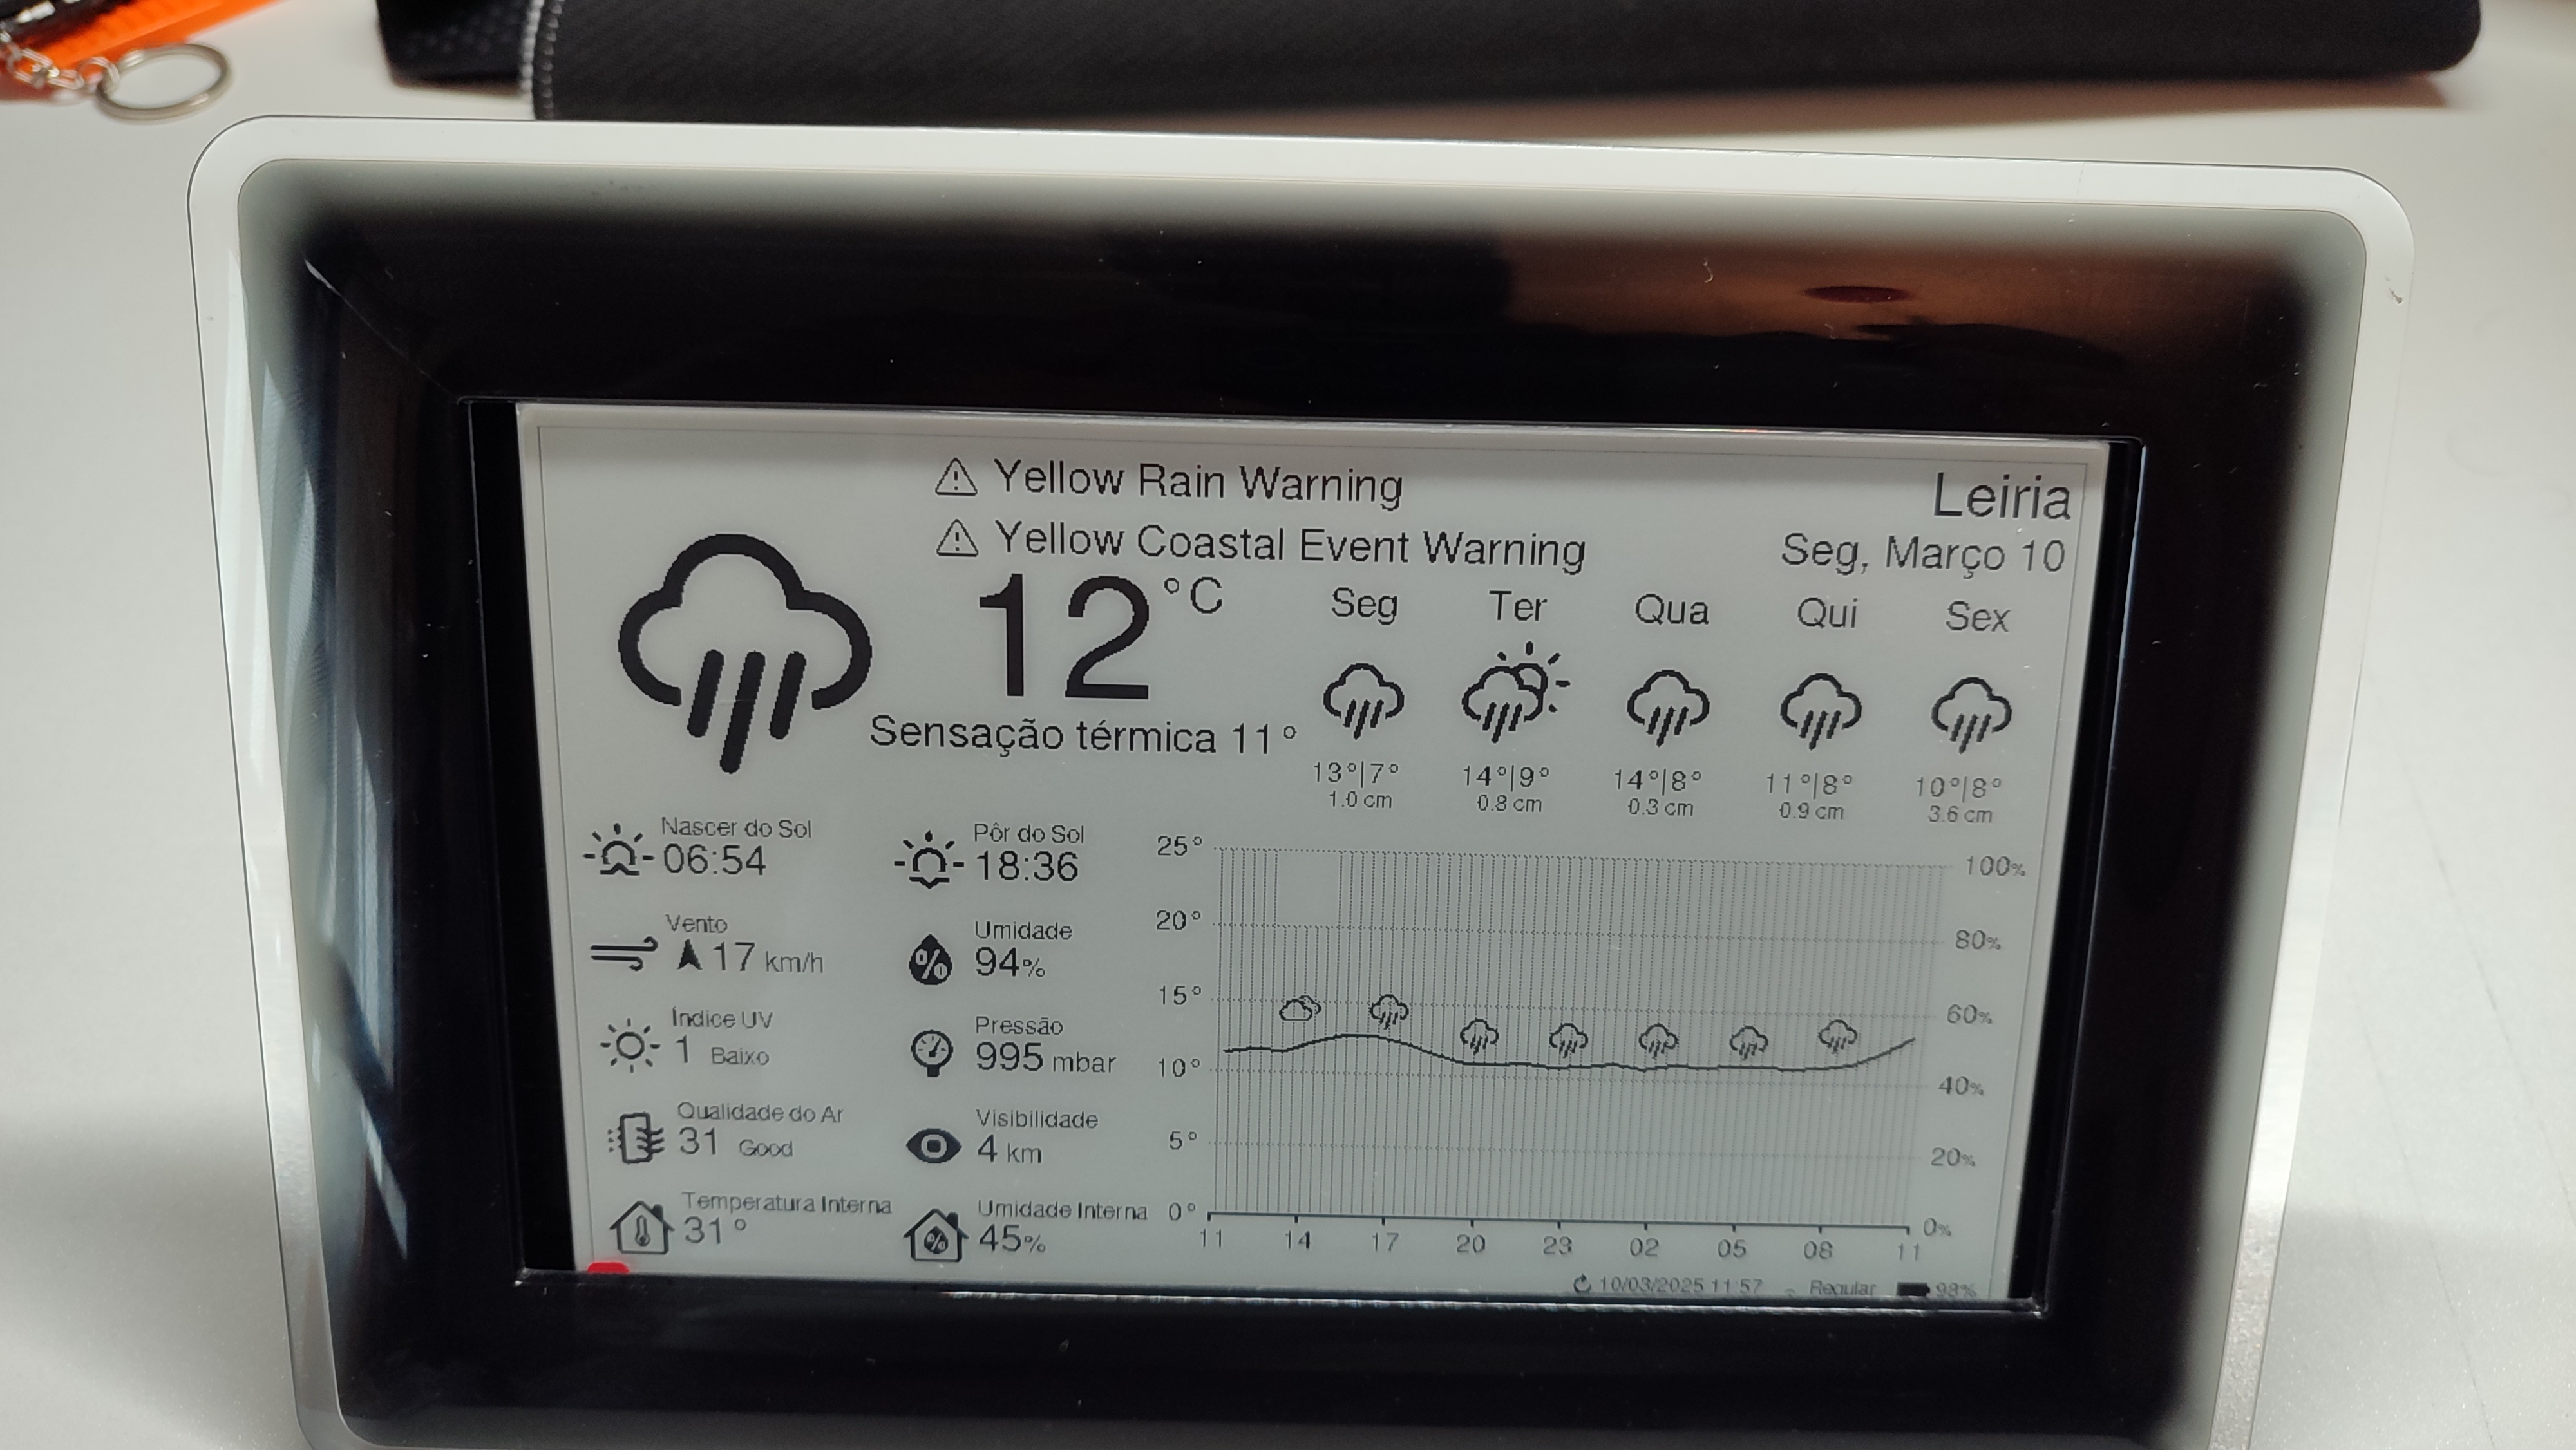 Yellow Rain Warning
Yellow Coastal Event Warning
Leiria
Seg, Março 10
12 °C
Sensação térmica 11°
Seg Ter Qua Qui Sex
13°|7° 14°|9° 14°|8° 11°|8° 10°|8°
1.0 cm 0.8 cm 0.3 cm 0.9 cm 3.6 cm
Nascer do Sol
06:54
Pôr do Sol
18:36
Vento
17 km/h
Umidade
94%
Índice UV
1 Baixo
Pressão
995 mbar
Qualidade do Ar
31 Good
Visibilidade
4 km
Temperatura Interna
31°
Umidade Interna
45%
25° 100%
20° 80%
15° 60%
10° 40%
5° 20%
0° 0%
11 14 17 20 23 02 05 08 11
10/03/2025 11:57 Regular 98%